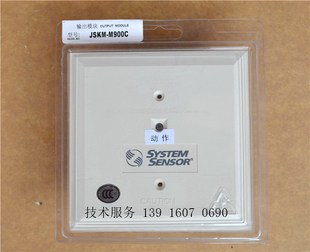 输出模块 OUTPUT MODULE
型号: JSKM-M900C
动作
SYSTEM
SENSOR
CCC
技术服务 139 1607 0690